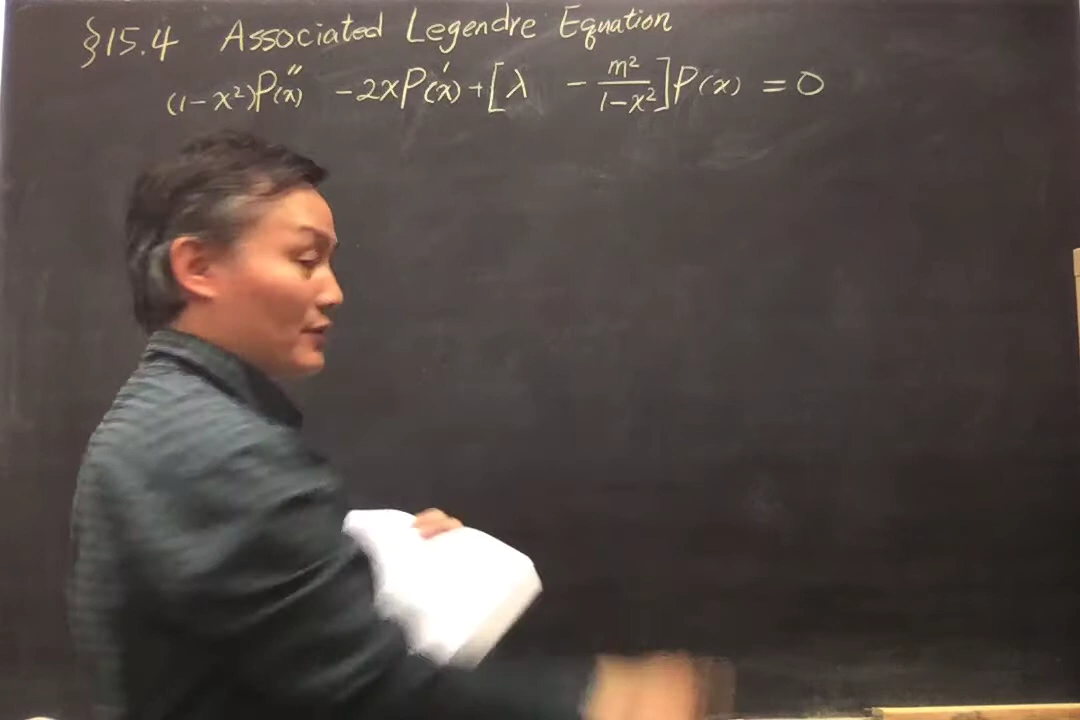 §15.4 Associated Legendre Equation
(1-x²)P''(x) -2xP'(x)+[λ - m²/1-x²]P(x) = 0